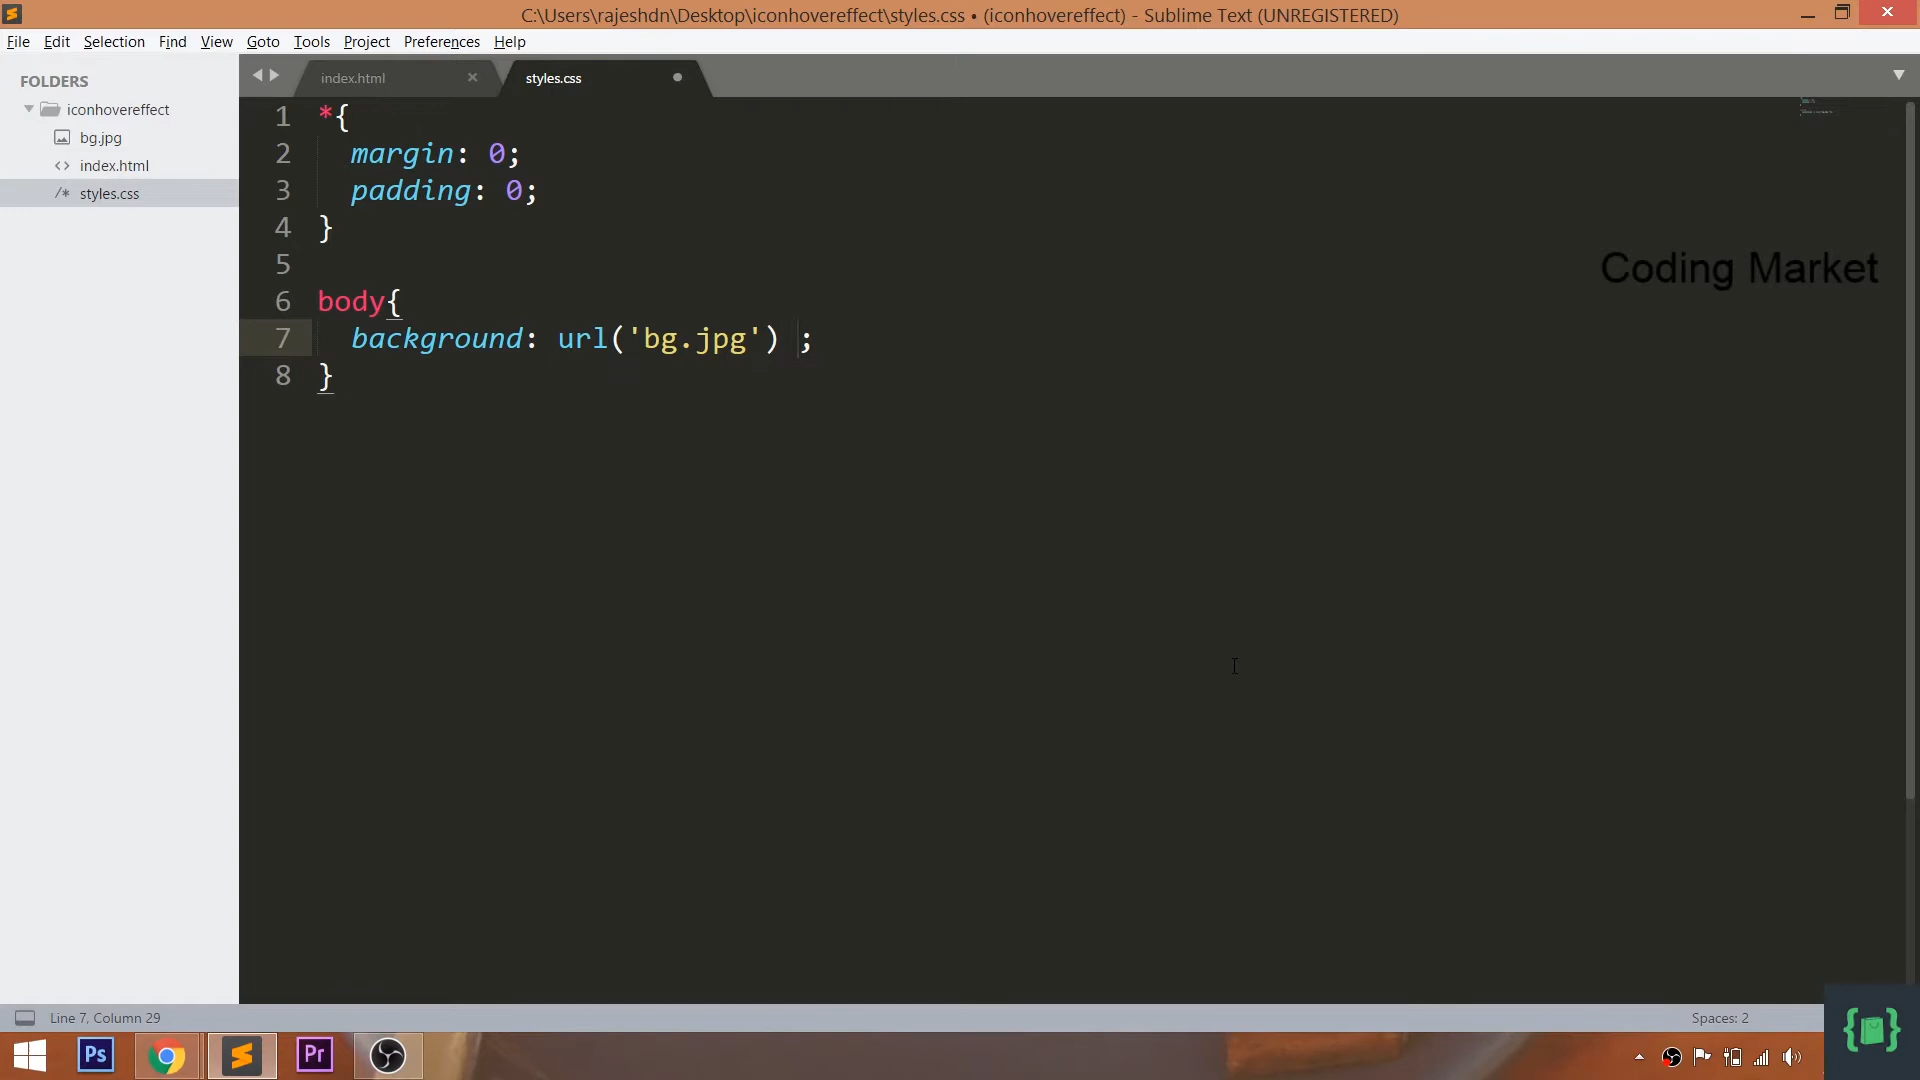 C:\Users\rajeshdn\Desktop\iconhovereffect\styles.css • (iconhovereffect) - Sublime Text (UNREGISTERED)
File Edit Selection Find View Goto Tools Project Preferences Help
FOLDERS
iconhovereffect
bg.jpg
index.html
/* styles.css
index.html
styles.css
1 *{
2 margin: 0;
3 padding: 0;
4 }
5
6 body{
7 background: url('bg.jpg') ;
8 }
Coding Market
Line 7, Column 29
Spaces: 2
Ps
Pr